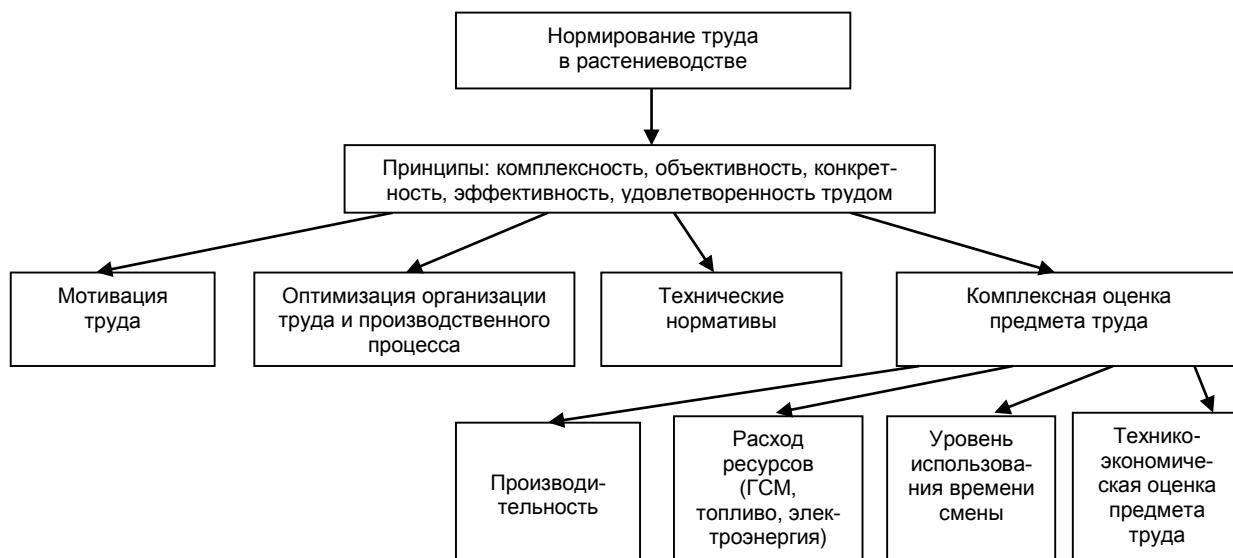 Нормирование труда
в растениеводстве
Принципы: комплексность, объективность, конкрет-
ность, эффективность, удовлетворенность трудом
Мотивация
труда
Оптимизация организации
труда и производственного
процесса
Технические
нормативы
Комплексная оценка
предмета труда
Производи-
тельность
Расход
ресурсов
(ГСМ,
топливо, элек-
троэнергия)
Уровень
использова-
ния времени
смены
Технико-
экономиче-
ская оценка
предмета
труда